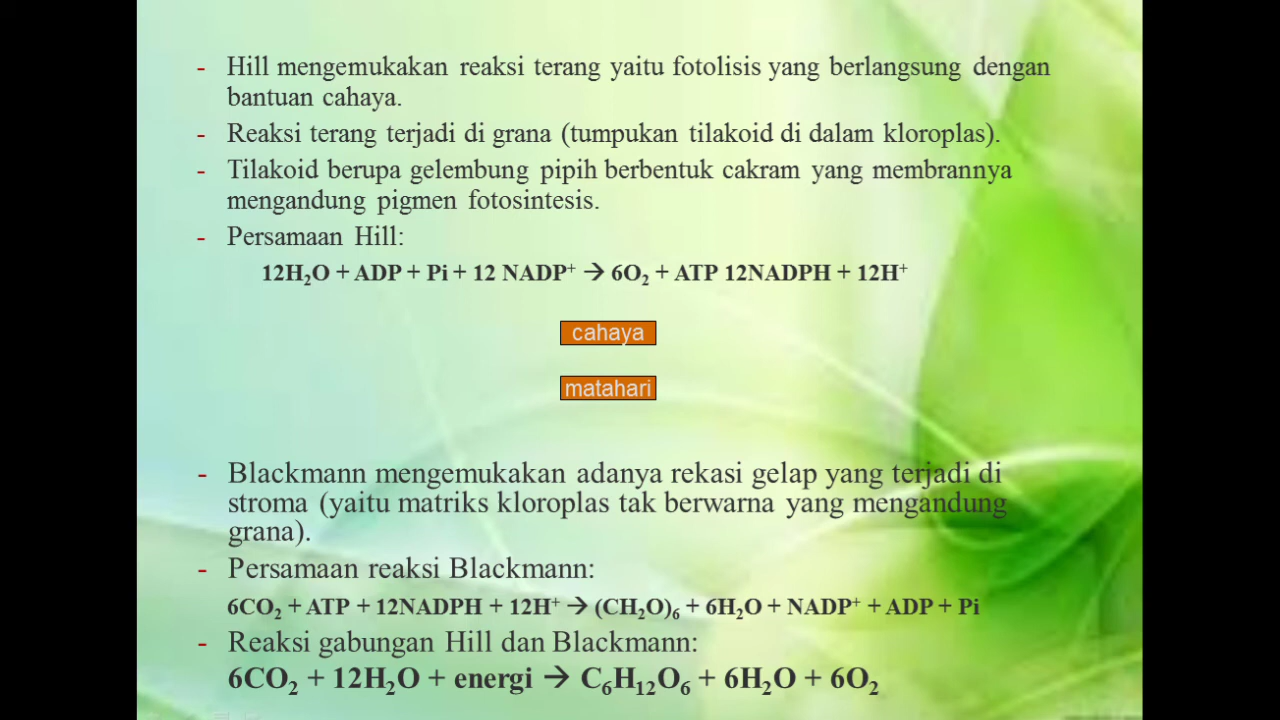 - Hill mengemukakan reaksi terang yaitu fotolisis yang berlangsung dengan
bantuan cahaya.
- Reaksi terang terjadi di grana (tumpukan tilakoid di dalam kloroplas).
- Tilakoid berupa gelembung pipih berbentuk cakram yang membrannya
mengandung pigmen fotosintesis.
- Persamaan Hill:
12H₂O + ADP + Pi + 12 NADP⁺ → 6O₂ + ATP 12NADPH + 12H⁺
cahaya
matahari
- Blackmann mengemukakan adanya rekasi gelap yang terjadi di
stroma (yaitu matriks kloroplas tak berwarna yang mengandung
grana).
- Persamaan reaksi Blackmann:
6CO₂ + ATP + 12NADPH + 12H⁺ → (CH₂O)₆ + 6H₂O + NADP⁺ + ADP + Pi
- Reaksi gabungan Hill dan Blackmann:
6CO₂ + 12H₂O + energi → C₆H₁₂O₆ + 6H₂O + 6O₂